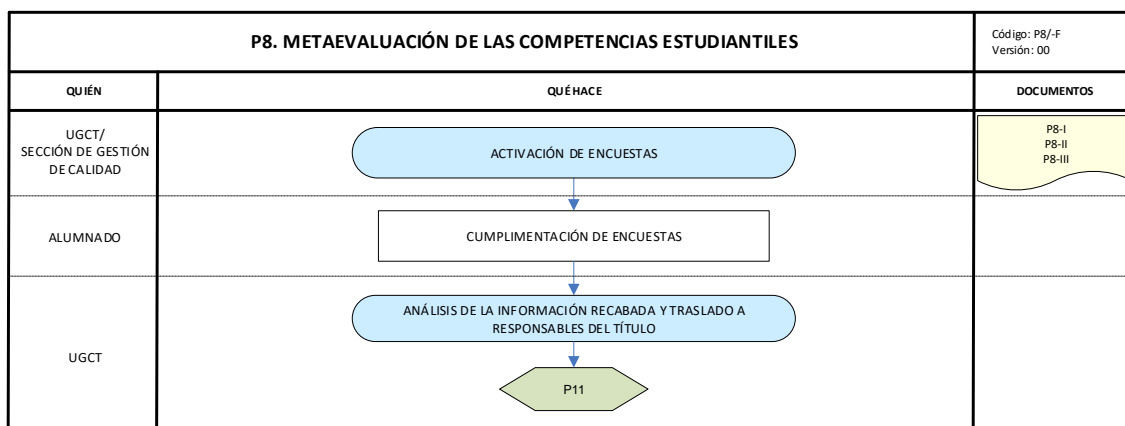 P8. METAEVALUACIÓN DE LAS COMPETENCIAS ESTUDIANTILES
Código: P8/-F
Versión: 00
QUIÉN
QUÉ HACE
DOCUMENTOS
UGCT/
SECCIÓN DE GESTIÓN
DE CALIDAD
ACTIVACIÓN DE ENCUESTAS
P8-I
P8-II
P8-III
ALUMNADO
CUMPLIMENTACIÓN DE ENCUESTAS
UGCT
ANÁLISIS DE LA INFORMACIÓN RECABADA Y TRASLADO A
RESPONSABLES DEL TÍTULO
P11